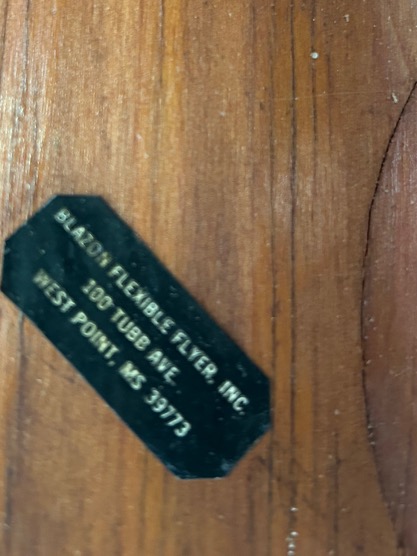 BLAZON FLEXIBLE FLYER, INC.
100 TUBB AVE.
WEST POINT, MS 39773